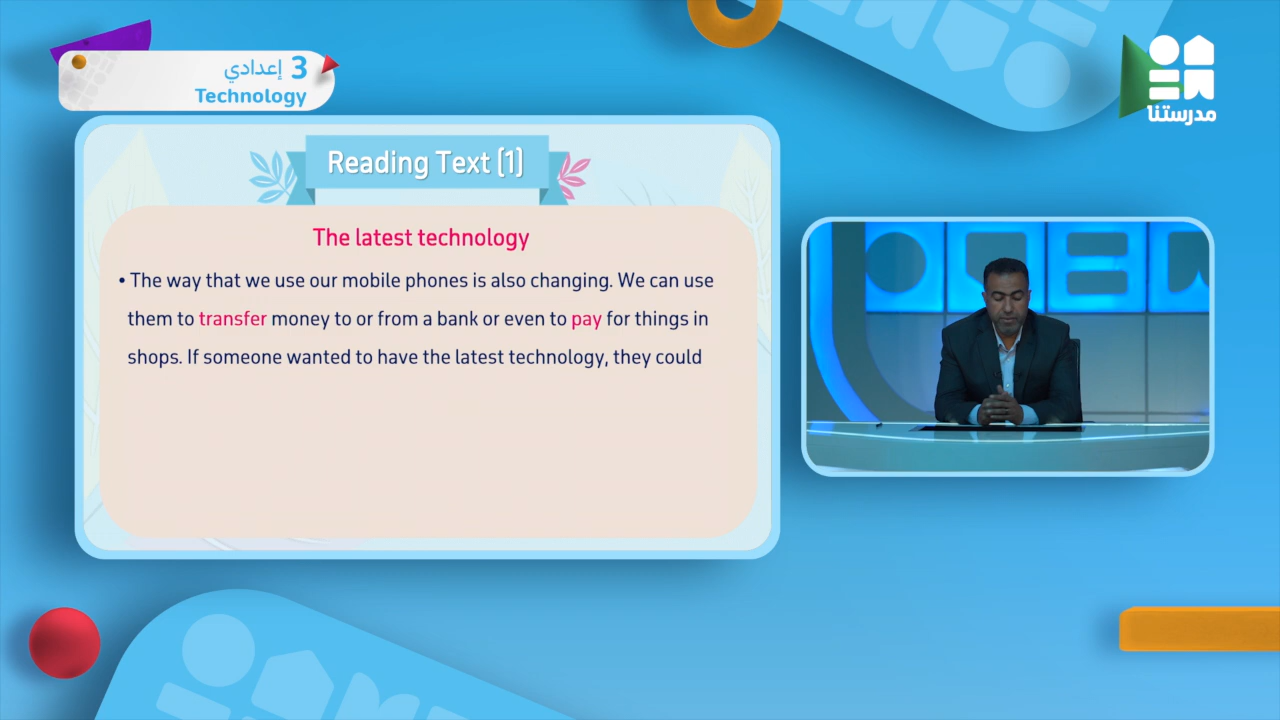 3 إعدادي
Technology
مدرستنا
Reading Text (1)
The latest technology
• The way that we use our mobile phones is also changing. We can use
them to transfer money to or from a bank or even to pay for things in
shops. If someone wanted to have the latest technology, they could